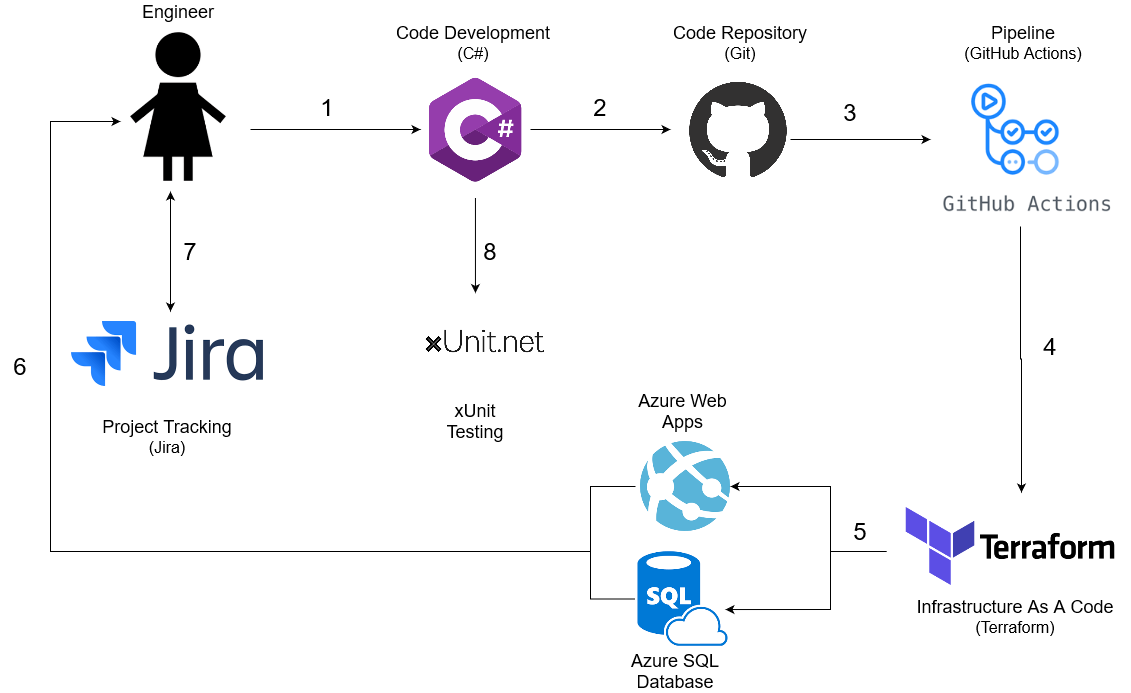 Engineer
Code Development
(C#)
Code Repository
(Git)
Pipeline
(GitHub Actions)
1
C#
2
3
GitHub Actions
7
8
Jira
Project Tracking
(Jira)
xUnit.net
xUnit
Testing
6
4
Azure Web
Apps
5
Terraform
Infrastructure As A Code
(Terraform)
SQL
Azure SQL
Database